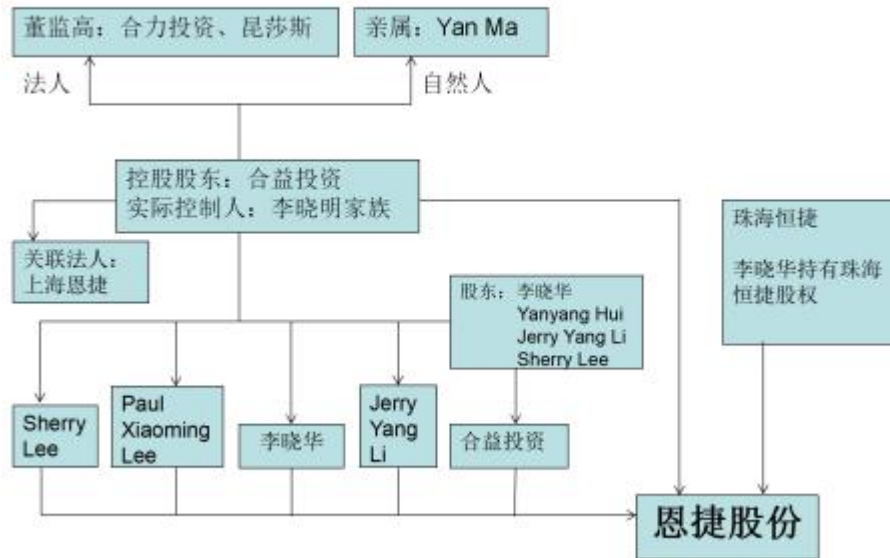 董监高：合力投资、昆莎斯
亲属：Yan Ma
法人
自然人
控股股东：合益投资
实际控制人：李晓明家族
关联法人：
上海恩捷
珠海恒捷
李晓华持有珠海
恒捷股权
股东：李晓华
Yanyang Hui
Jerry Yang Li
Sherry Lee
Sherry
Lee
Paul
Xiaoming
Lee
李晓华
Jerry
Yang
Li
合益投资
恩捷股份